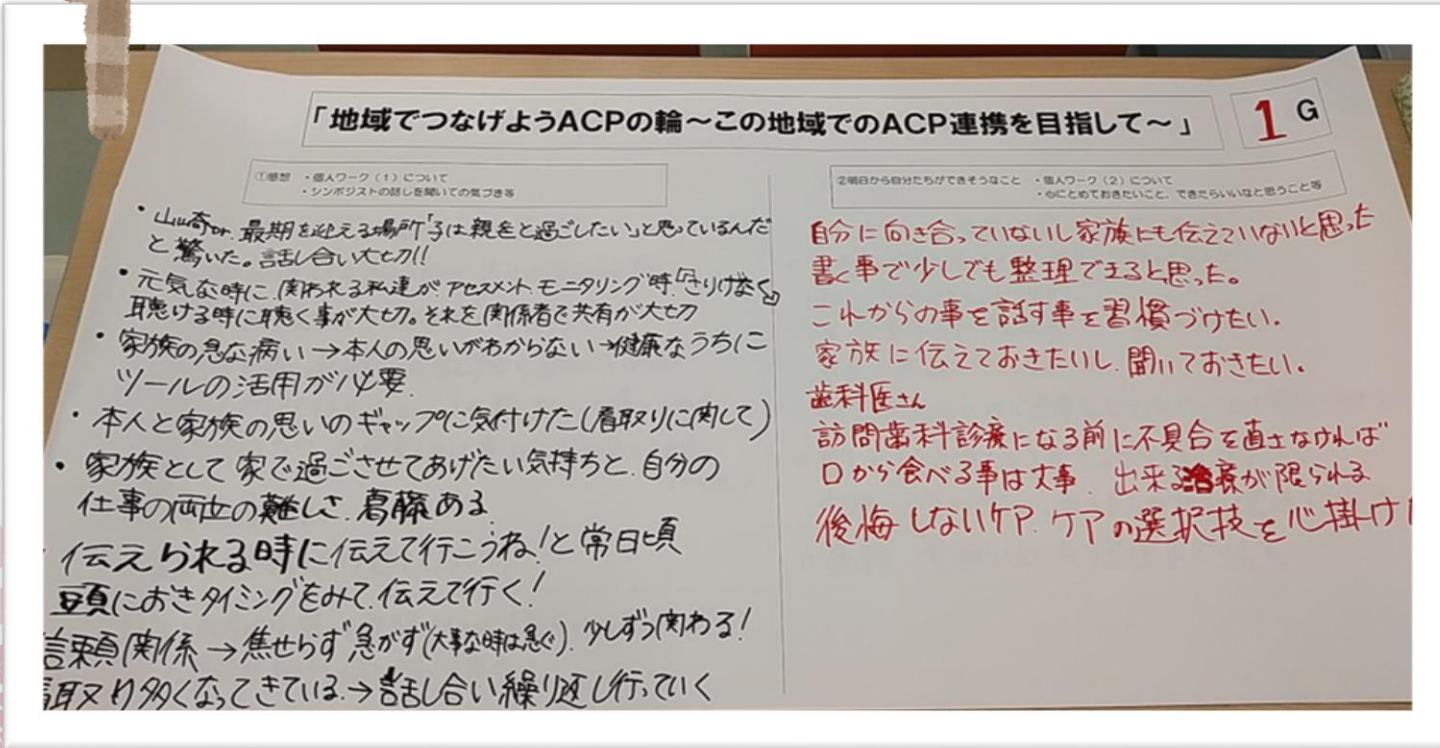 「地域でつなげようACPの輪～この地域でのACP連携を目指して～」
1 G
①感想 ・個人ワーク（1）について
・シンポジストの話しを聞いての気づき等
・山崎Dr. 最期を迎える場所「子は親をと過ごしたい」と思っているんだ
と驚いた。話し合い大切!!
・元気な時に、関われる私達が、アセスメント、モニタリング時「さりげなく」
聴ける時に聴く事が大切。それを関係者で共有が大切
・家族の急な病い→本人の思いがわからない→健康なうちに
ツールの活用が必要.
・本人と家族の思いのギャップに気付けた(看取りに関して)
・家族として家で過ごさせてあげたい気持ちと、自分の
仕事の両立の難しさ、葛藤ある
伝えられる時に伝えて行こうね!と常日頃
頭におきタイミングをみて、伝えて行く!
信頼関係→焦せらず急がず(大事な時は急ぐ). 少しずつ関わる!
看取り多くなってきている.→話し合い繰り返し行っていく
②明日から自分たちができそうなこと ・個人ワーク（2）について
・心にとめておきたいこと、できたらいいなと思うこと等
自分に向き合っていないし家族にも伝えていないと思った
書く事で少しでも整理できると思った。
これからの事を話す事を習慣づけたい.
家族に伝えておきたいし、聞いておきたい。
歯科医さん
訪問歯科診療になる前に不具合を直さなければ
口から食べる事は大事. 出来る治療が限られる
後悔しないケア. ケアの選択技を心掛け